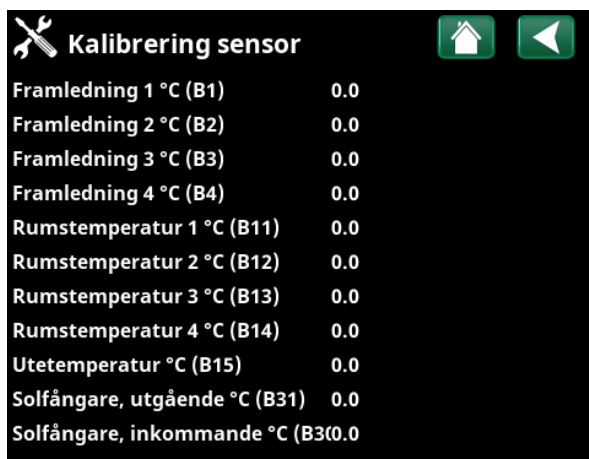 Kalibrering sensor
Framledning 1 °C (B1) 0.0
Framledning 2 °C (B2) 0.0
Framledning 3 °C (B3) 0.0
Framledning 4 °C (B4) 0.0
Rumstemperatur 1 °C (B11) 0.0
Rumstemperatur 2 °C (B12) 0.0
Rumstemperatur 3 °C (B13) 0.0
Rumstemperatur 4 °C (B14) 0.0
Utetemperatur °C (B15) 0.0
Solfångare, utgående °C (B31) 0.0
Solfångare, inkommande °C (B3 0.0